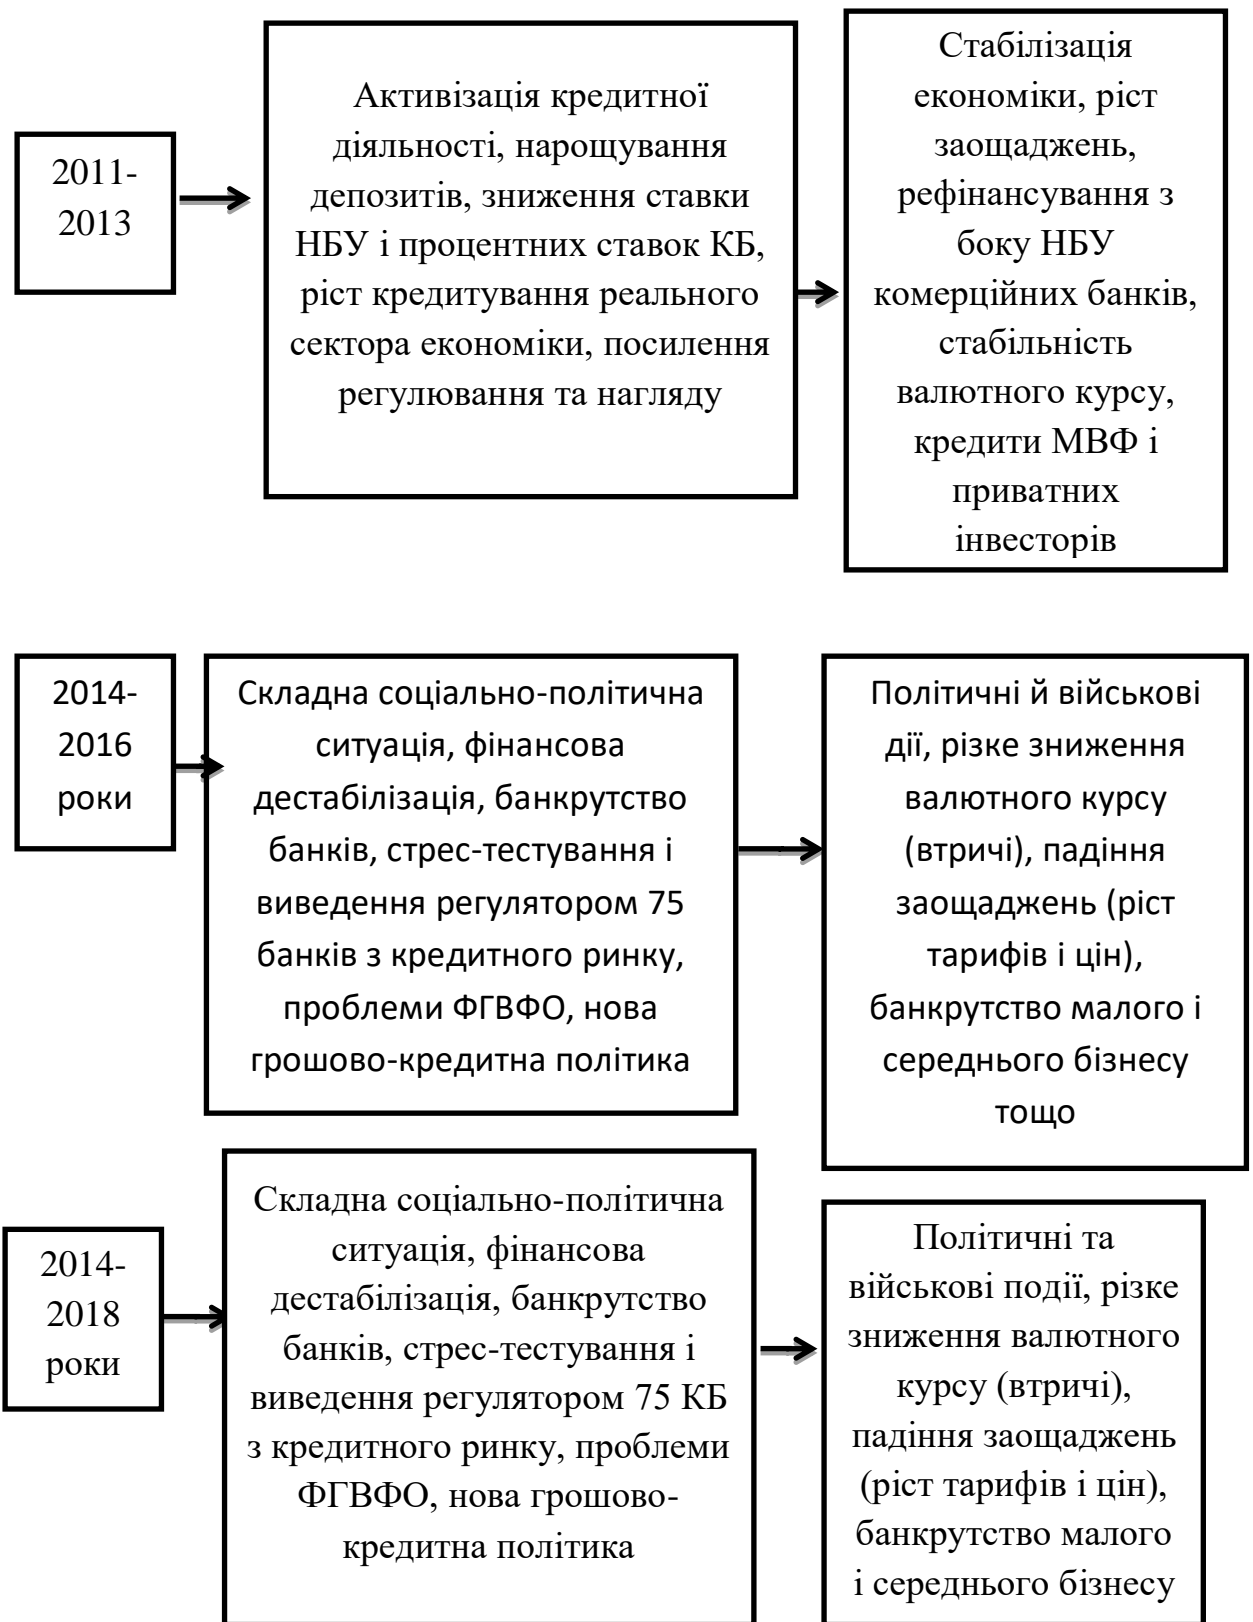 2011-
2013
Активізація кредитної
діяльності, нарощування
депозитів, зниження ставки
НБУ і процентних ставок КБ,
ріст кредитування реального
сектора економіки, посилення
регулювання та нагляду
Стабілізація
економіки, ріст
заощаджень,
рефінансування з
боку НБУ
комерційних банків,
стабільність
валютного курсу,
кредити МВФ і
приватних
інвесторів
2014-
2016
роки
Складна соціально-політична
ситуація, фінансова
дестабілізація, банкрутство
банків, стрес-тестування і
виведення регулятором 75
банків з кредитного ринку,
проблеми ФГВФО, нова
грошово-кредитна політика
Політичні й військові
дії, різке зниження
валютного курсу
(втричі), падіння
заощаджень (ріст
тарифів і цін),
банкрутство малого і
середнього бізнесу
тощо
2014-
2018
роки
Складна соціально-політична
ситуація, фінансова
дестабілізація, банкрутство
банків, стрес-тестування і
виведення регулятором 75 КБ
з кредитного ринку, проблеми
ФГВФО, нова грошово-
кредитна політика
Політичні та
військові події, різке
зниження валютного
курсу (втричі),
падіння заощаджень
(ріст тарифів і цін),
банкрутство малого
і середнього бізнесу